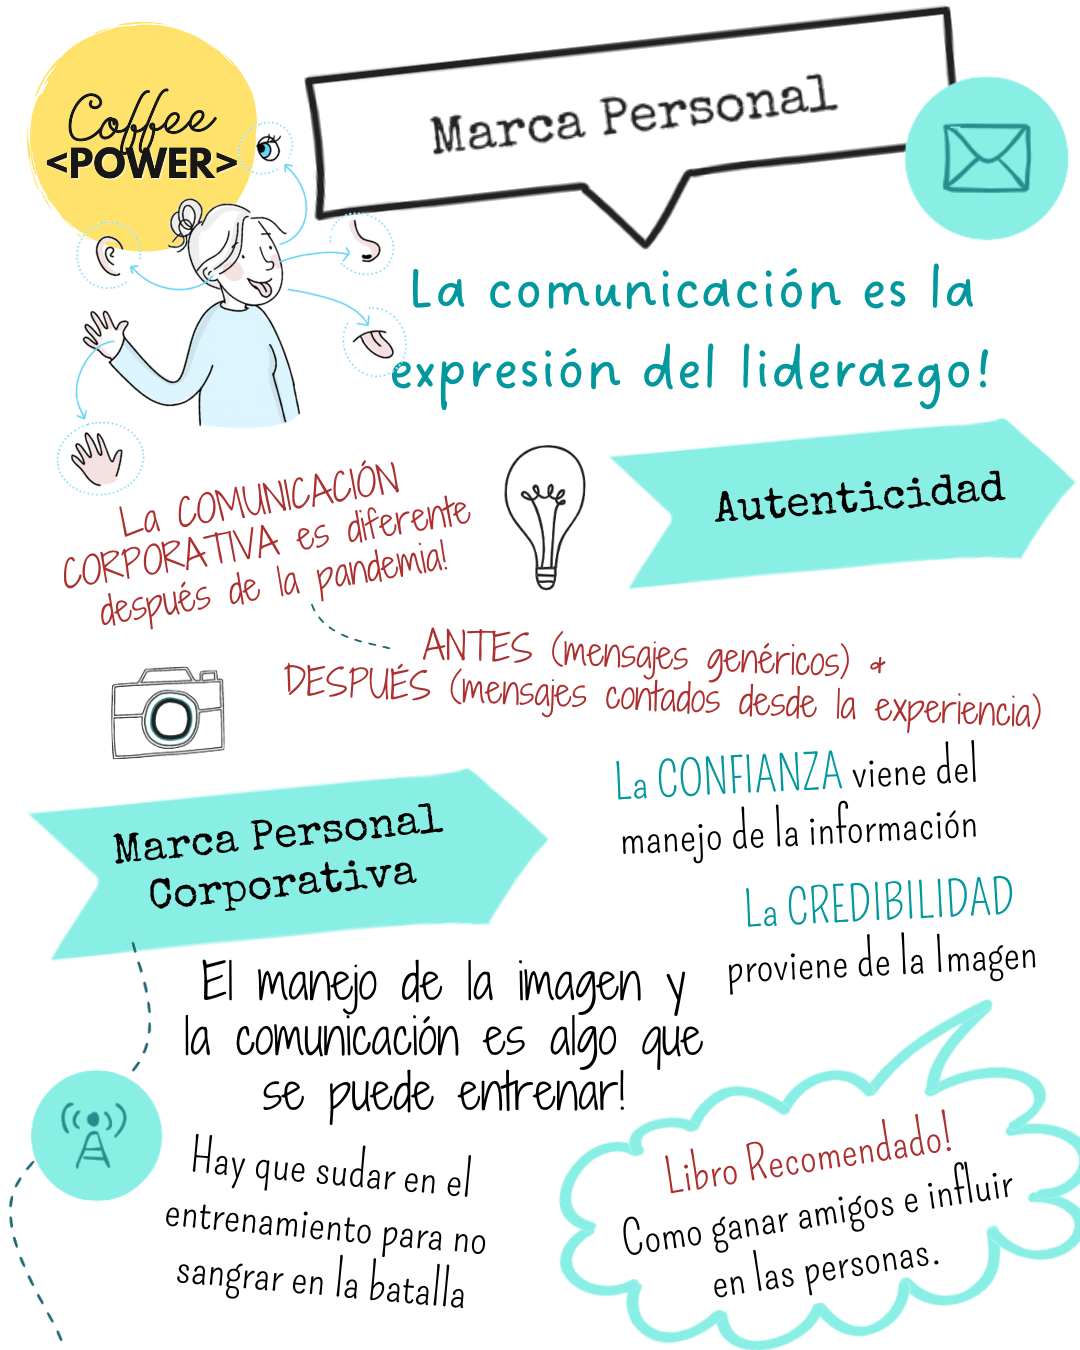 Coffee
<POWER>
Marca Personal
La comunicación es la
expresión del liderazgo!
La COMUNICACIÓN
CORPORATIVA es diferente
después de la pandemia!
Autenticidad
ANTES (mensajes genéricos) &
DESPUÉS (mensajes contados desde la experiencia)
La CONFIANZA viene del
manejo de la información
Marca Personal
Corporativa
La CREDIBILIDAD
proviene de la Imagen
El manejo de la imagen y
la comunicación es algo que
se puede entrenar!
Hay que sudar en el
entrenamiento para no
sangrar en la batalla
Libro Recomendado!
Como ganar amigos e influir
en las personas.